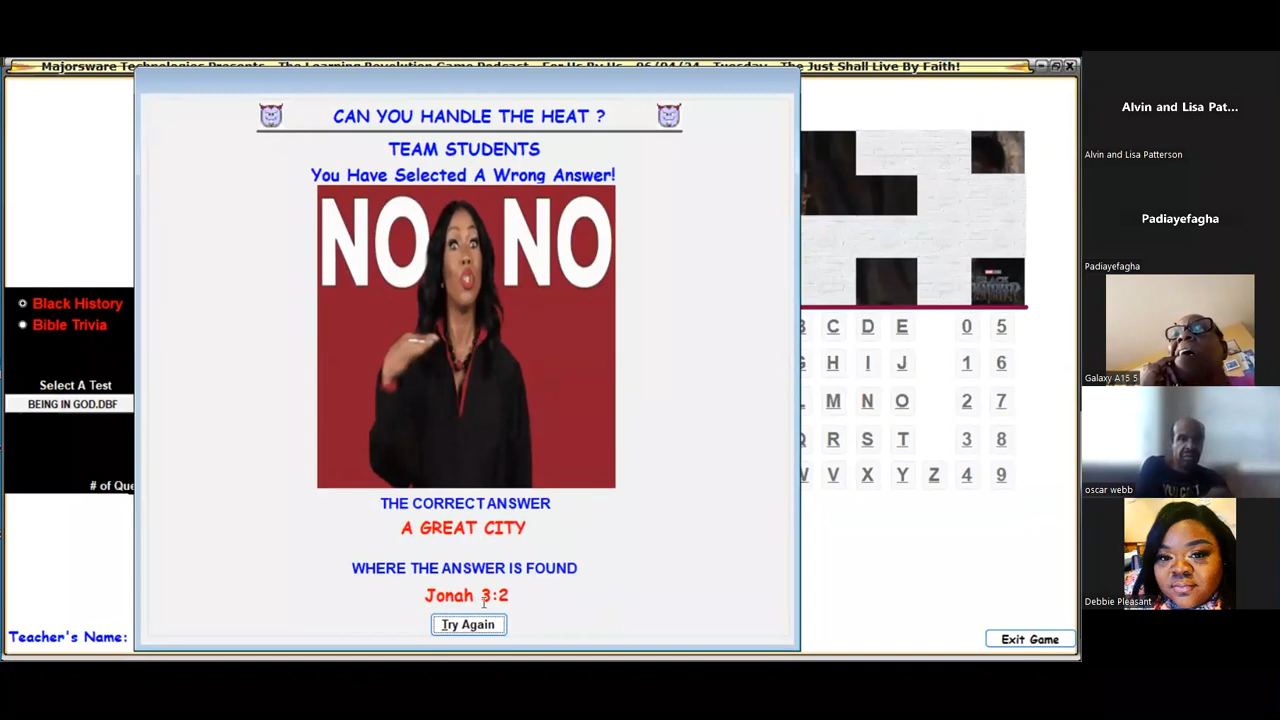 Majorsware Technologies Presents - The Learning Revolution Game Podcast - For Us By Us - 06/04/24 - Tuesday - The Just Shall Live By Faith!
CAN YOU HANDLE THE HEAT ?
TEAM STUDENTS
You Have Selected A Wrong Answer!
NO NO
THE CORRECT ANSWER
A GREAT CITY
WHERE THE ANSWER IS FOUND
Jonah 3:2
Try Again
Black History
Bible Trivia
Select A Test
BEING IN GOD.DBF
# of Que
Teacher's Name:
C D E 0 5
H I J 1 6
M N O 2 7
R S T 3 8
V X Y Z 4 9
Exit Game
Alvin and Lisa Pat...
Alvin and Lisa Patterson
Padiayefagha
Padiayefagha
Galaxy A15 5
oscar webb
Debbie Pleasant